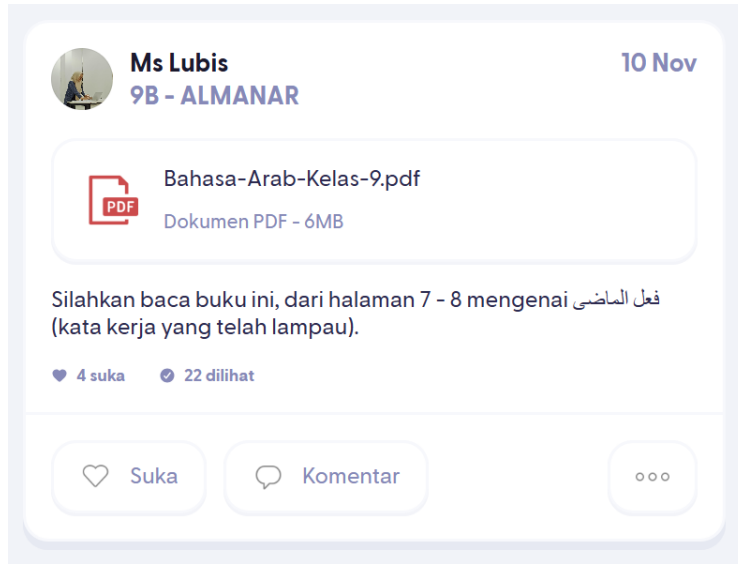 Ms Lubis
10 Nov
9B - ALMANAR
PDF
Bahasa-Arab-Kelas-9.pdf
Dokumen PDF - 6MB
Silahkan baca buku ini, dari halaman 7 - 8 mengenai فعل الماضى
(kata kerja yang telah lampau).
4 suka
22 dilihat
Suka
Komentar